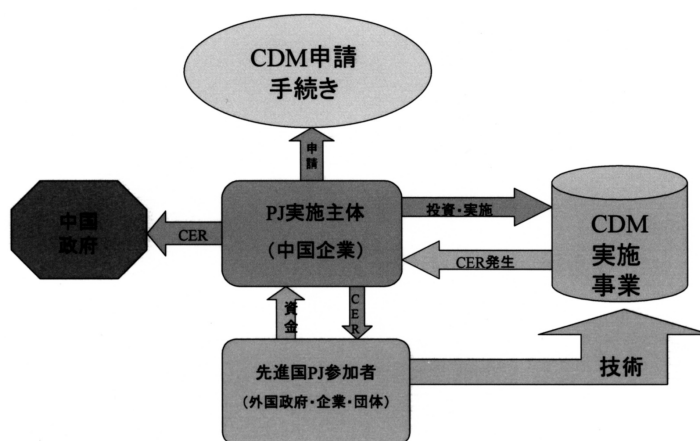 CDM申請
手続き
申
請
中国
政府
CER
PJ実施主体
(中国企業)
投資・実施
CER発生
CDM
実施
事業
資
金
C
E
R
先進国PJ参加者
(外国政府・企業・団体)
技術